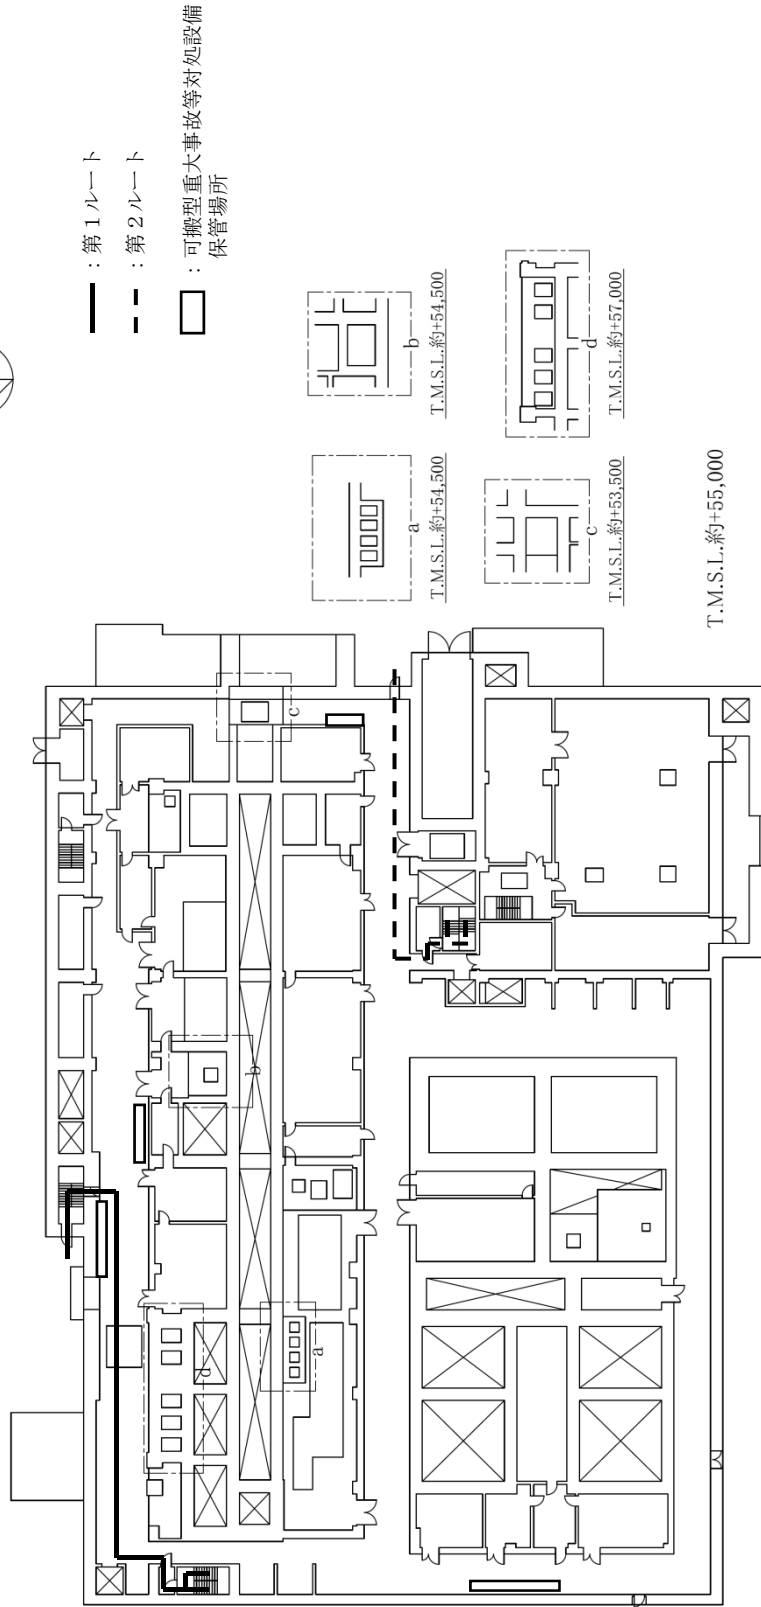 ：第１ルート
：第２ルート
：可搬型重大事故等対処設備
保管場所
a
T.M.S.L.約+54,500
b
T.M.S.L.約+54,500
c
T.M.S.L.約+53,500
d
T.M.S.L.約+57,000
T.M.S.L.約+55,000
a
b
c
d